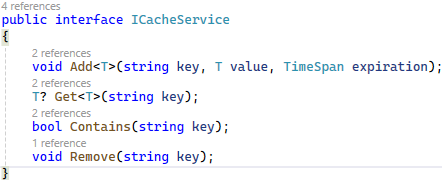 4 references
public interface ICacheService
{
2 references
void Add<T>(string key, T value, TimeSpan expiration);
2 references
T? Get<T>(string key);
2 references
bool Contains(string key);
1 reference
void Remove(string key);
}